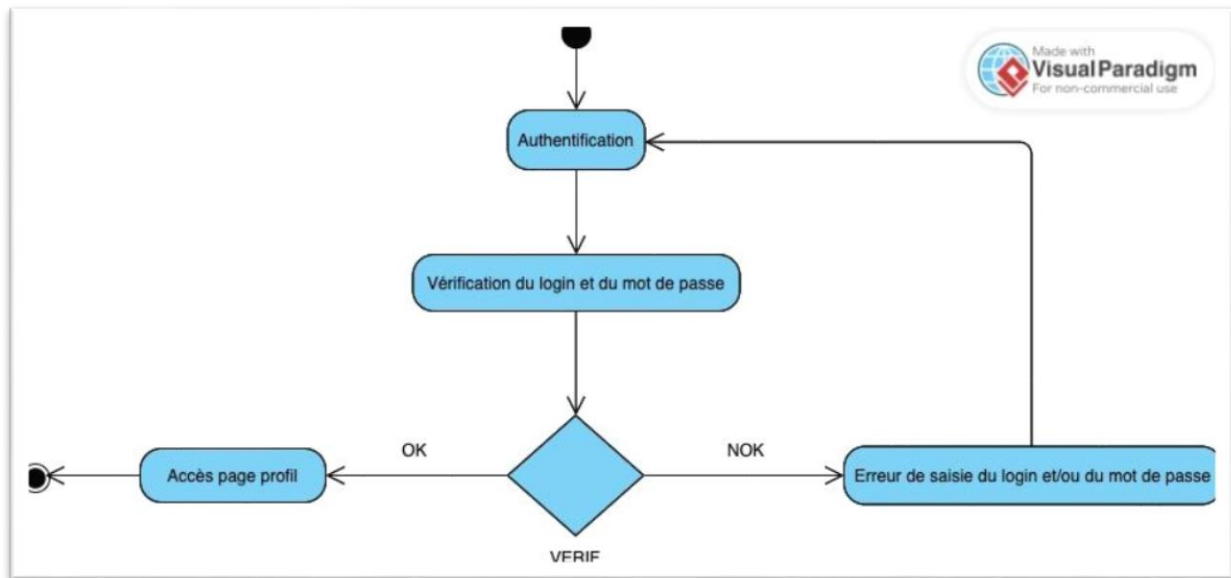 Made with
Visual Paradigm
For non-commercial use
Authentification
Vérification du login et du mot de passe
OK
NOK
Accès page profil
Erreur de saisie du login et/ou du mot de passe
VERIF